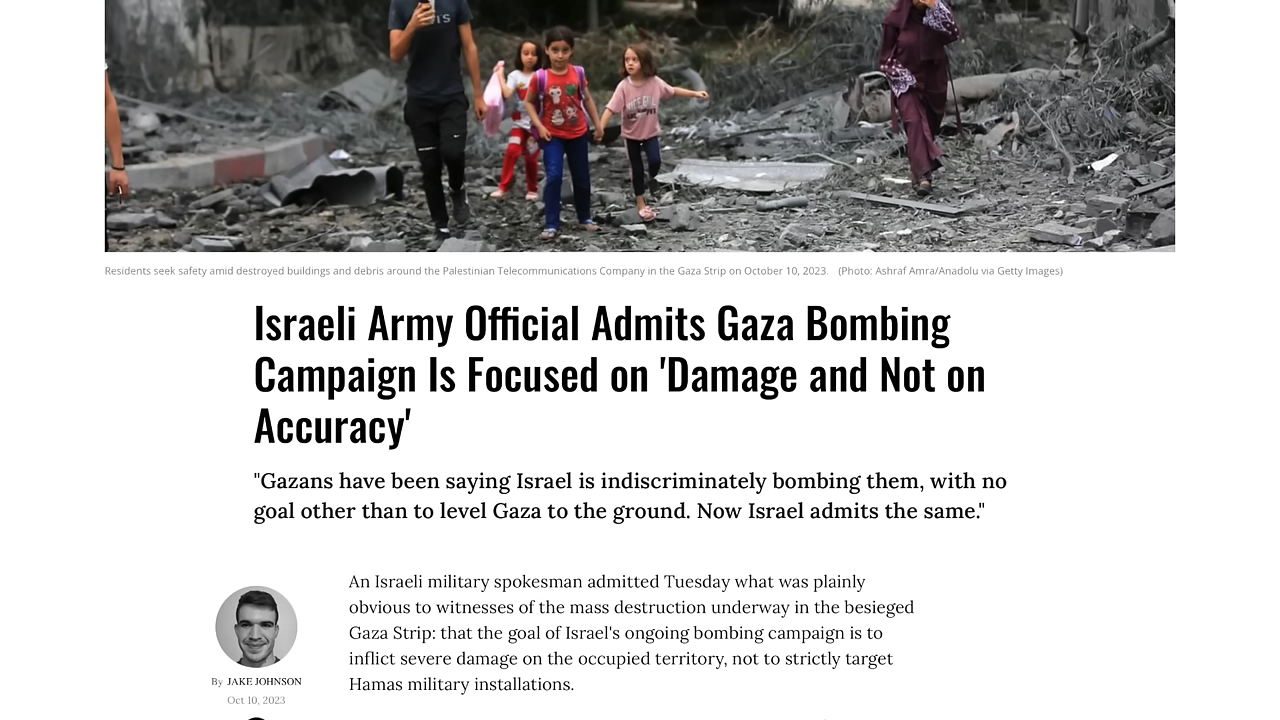 Residents seek safety amid destroyed buildings and debris around the Palestinian Telecommunications Company in the Gaza Strip on October 10, 2023. (Photo: Ashraf Amra/Anadolu via Getty Images)
Israeli Army Official Admits Gaza Bombing
Campaign Is Focused on 'Damage and Not on
Accuracy'
"Gazans have been saying Israel is indiscriminately bombing them, with no
goal other than to level Gaza to the ground. Now Israel admits the same."
An Israeli military spokesman admitted Tuesday what was plainly
obvious to witnesses of the mass destruction underway in the besieged
Gaza Strip: that the goal of Israel's ongoing bombing campaign is to
inflict severe damage on the occupied territory, not to strictly target
Hamas military installations.
By JAKE JOHNSON
Oct 10, 2023